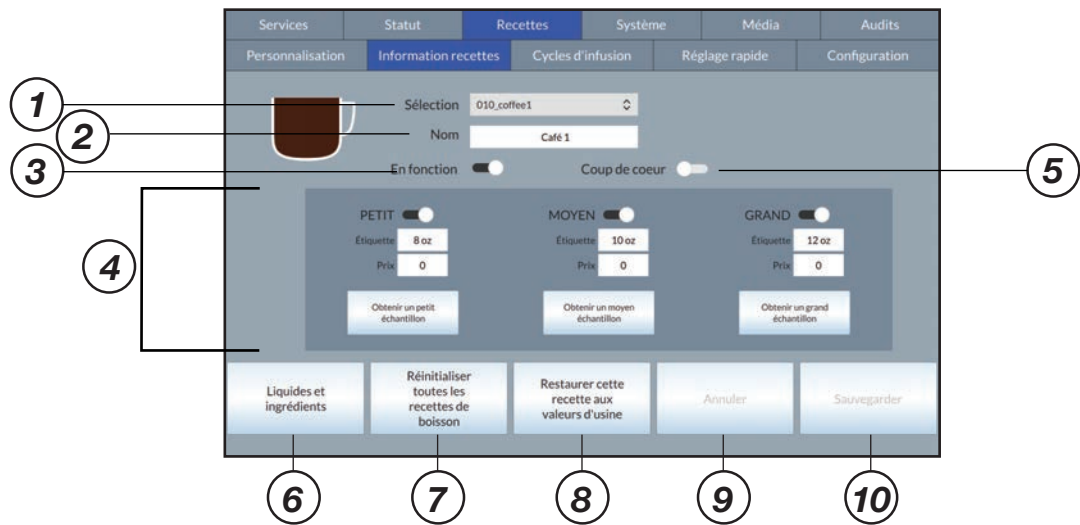 Services Statut Recettes Système Média Audits
Personnalisation Information recettes Cycles d'infusion Réglage rapide Configuration
1 Sélection 010_coffee1
2 Nom Café 1
3 En fonction Coup de coeur 5
4
PETIT MOYEN GRAND
Étiquette 8 oz Étiquette 10 oz Étiquette 12 oz
Prix 0 Prix 0 Prix 0
Obtenir un petit échantillon
Obtenir un moyen échantillon
Obtenir un grand échantillon
Liquides et
ingrédients
Réinitialiser
toutes les
recettes de
boisson
Restaurer cette
recette aux
valeurs d'usine
Annuler
Sauvegarder
6 7 8 9 10